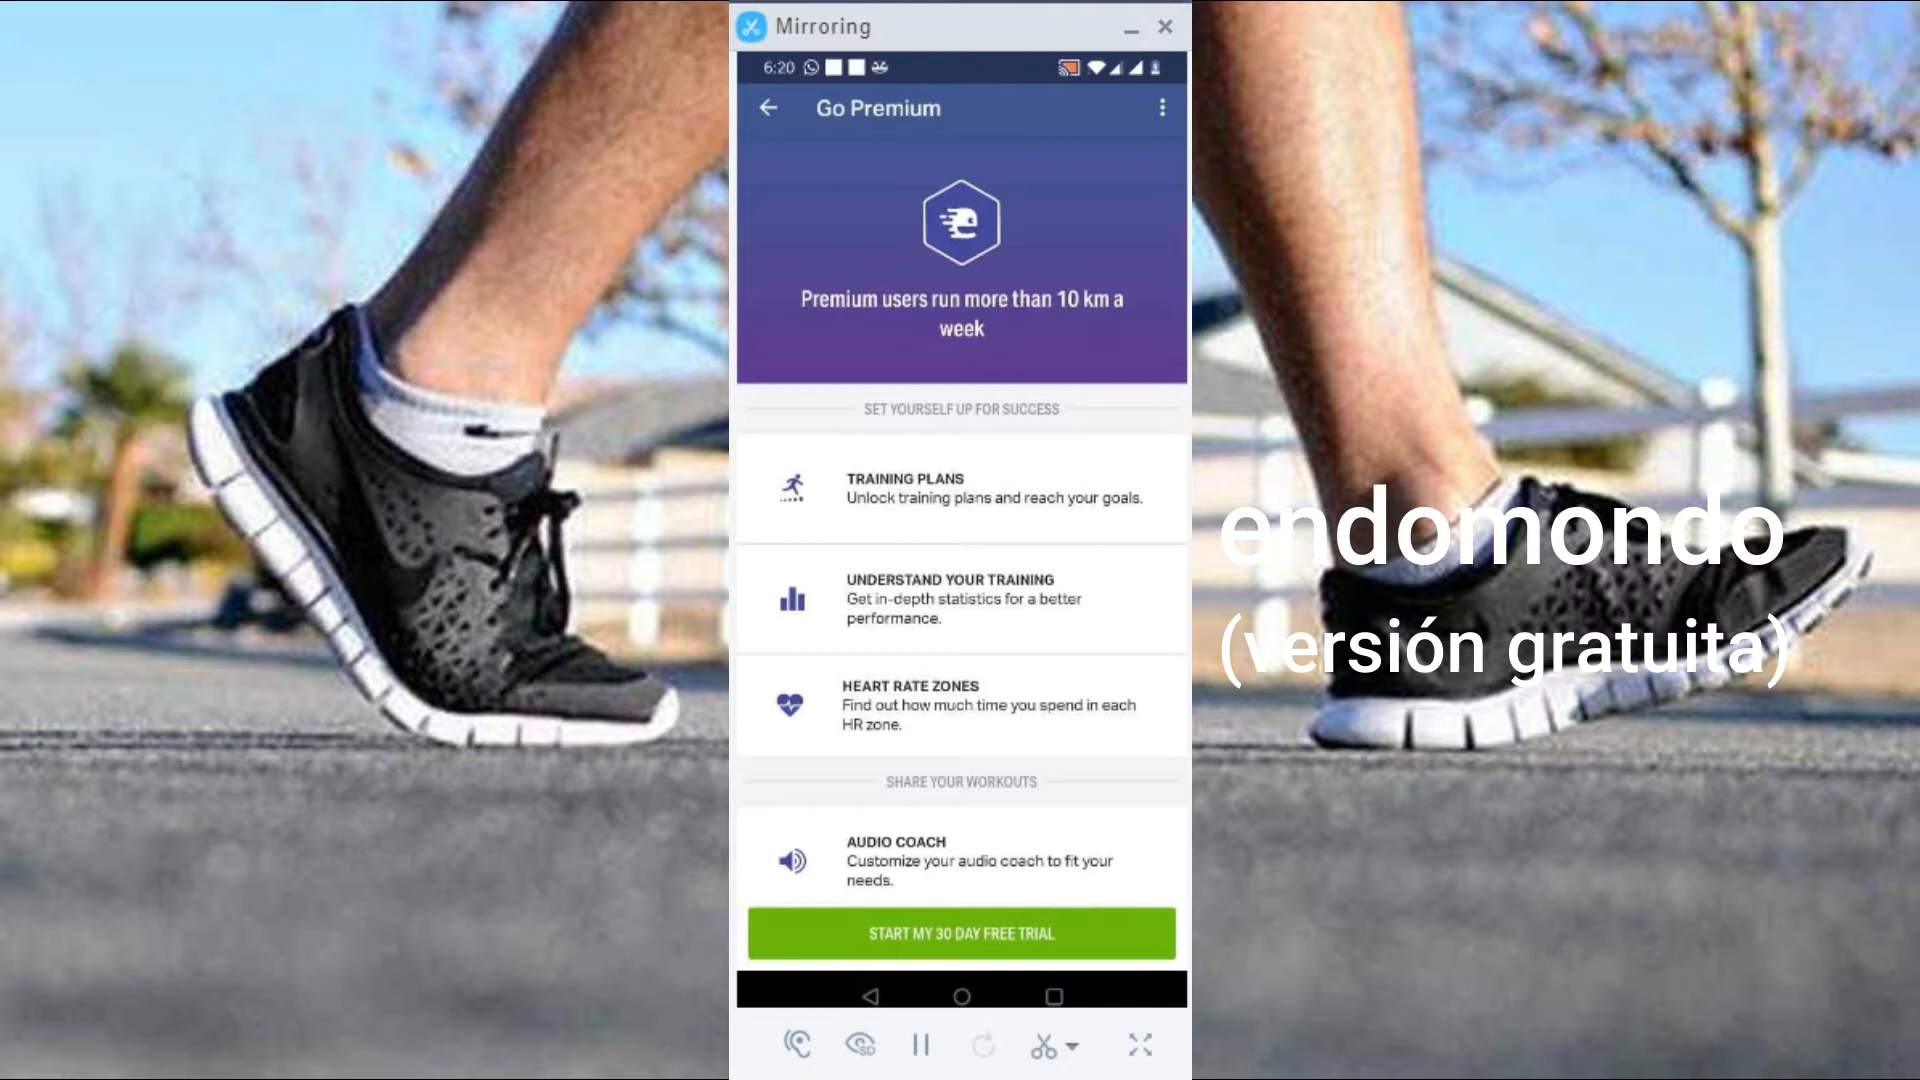 Mirroring
6:20
Go Premium
Premium users run more than 10 km a
week
SET YOURSELF UP FOR SUCCESS
TRAINING PLANS
Unlock training plans and reach your goals.
UNDERSTAND YOUR TRAINING
Get in-depth statistics for a better
performance.
HEART RATE ZONES
Find out how much time you spend in each
HR zone.
SHARE YOUR WORKOUTS
AUDIO COACH
Customize your audio coach to fit your
needs.
START MY 30 DAY FREE TRIAL
SD
endomondo
(versión gratuita)